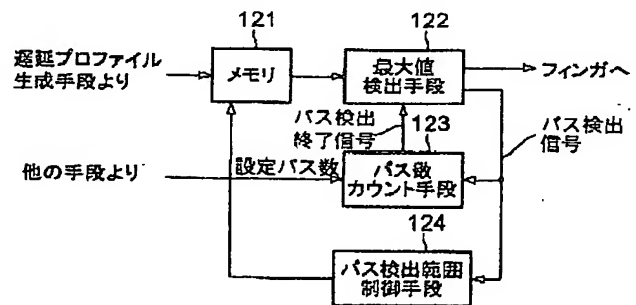 121
122
遅延プロファイル
生成手段より
メモリ
最大値
検出手段
フィンガへ
パス検出
終了信号
123
パス検出
信号
他の手段より
設定パス数
パス数
カウント手段
124
パス検出範囲
制御手段